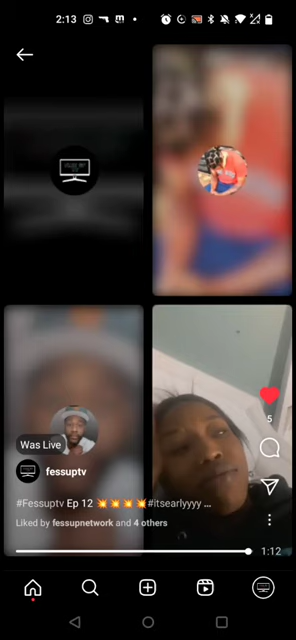 2:13
Was Live
fessuptv
#Fessuptv Ep 12 💥💥💥💥#itsearlyyyy ...
Liked by fessupnetwork and 4 others
5
1:12